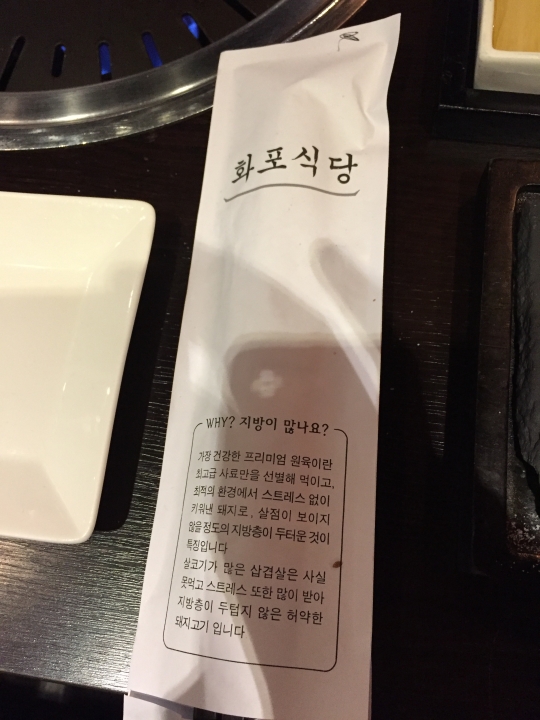 화포식당
WHY? 지방이 많나요?
가장 건강한 프리미엄 원육이란
최고급 사료만을 선별해 먹이고,
최적의 환경에서 스트레스 없이
키워낸 돼지로, 살점이 보이지
않을 정도의 지방층이 두터운 것이
특징입니다
살코기가 많은 삽겹살은 사실
못먹고 스트레스 또한 많이 받아
지방층이 두텁지 않은 허약한
돼지고기 입니다